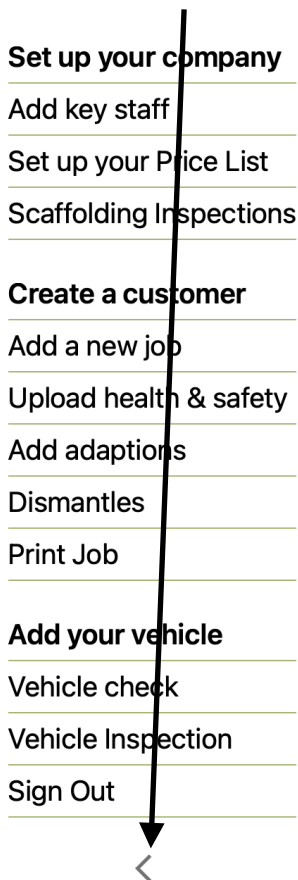 Set up your company
Add key staff
Set up your Price List
Scaffolding Inspections
Create a customer
Add a new job
Upload health & safety
Add adaptions
Dismantles
Print Job
Add your vehicle
Vehicle check
Vehicle Inspection
Sign Out